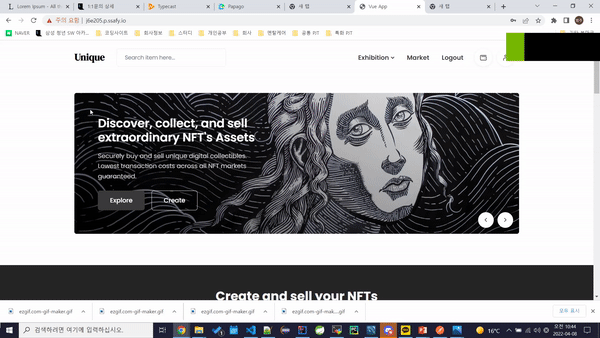 Lorem Ipsum - All t
1:1문의 상세
Typecast
Papago
새 탭
Vue App
새 탭
주의 요함
j6e205.p.ssafy.io
NAVER
삼성 청년 SW 아카...
코딩사이트
회사정보
스터디
개인공부
회사
멘탈케어
공통 PJT
특화 PJT
Unique
Search item here...
Exhibition
Market
Logout
Discover, collect, and sell
extraordinary NFT's Assets
Securely buy and sell unique digital collectibles.
Lowest transaction costs across all NFT markets
guaranteed.
Explore
Create
Create and sell your NFTs
ezgif.com-gif-maker.gif
ezgif.com-gif-maker.gif
ezgif.com-gif-maker.gif
ezgif.com-gif-mak....gif
모두 표시
검색하려면 여기에 입력하십시오.
16°C
오전 10:44
2022-04-08